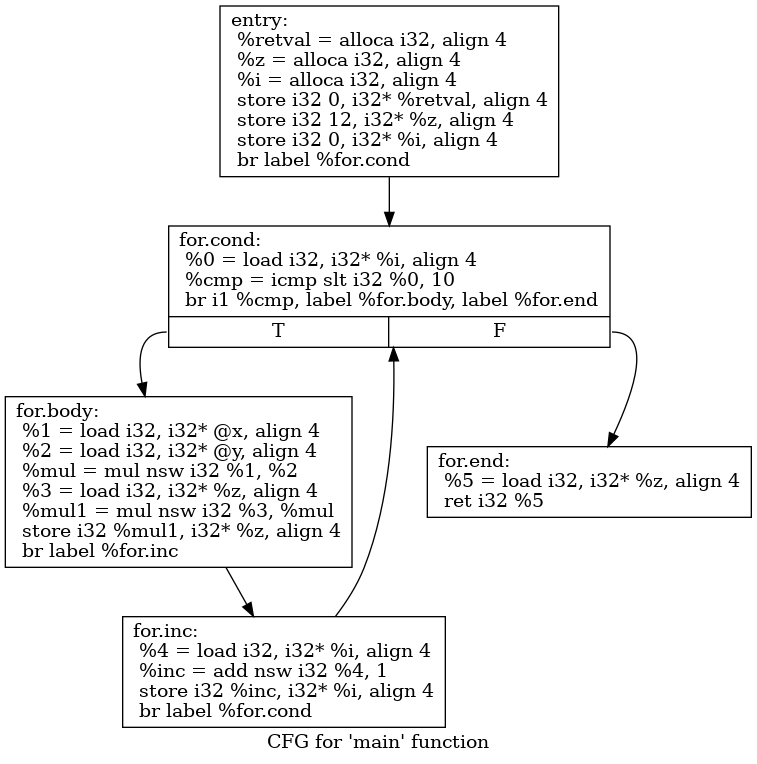 entry:
%retval = alloca i32, align 4
%z = alloca i32, align 4
%i = alloca i32, align 4
store i32 0, i32* %retval, align 4
store i32 12, i32* %z, align 4
store i32 0, i32* %i, align 4
br label %for.cond
for.cond:
%0 = load i32, i32* %i, align 4
%cmp = icmp slt i32 %0, 10
br i1 %cmp, label %for.body, label %for.end
T F
for.body:
%1 = load i32, i32* @x, align 4
%2 = load i32, i32* @y, align 4
%mul = mul nsw i32 %1, %2
%3 = load i32, i32* %z, align 4
%mul1 = mul nsw i32 %3, %mul
store i32 %mul1, i32* %z, align 4
br label %for.inc
for.end:
%5 = load i32, i32* %z, align 4
ret i32 %5
for.inc:
%4 = load i32, i32* %i, align 4
%inc = add nsw i32 %4, 1
store i32 %inc, i32* %i, align 4
br label %for.cond
CFG for 'main' function